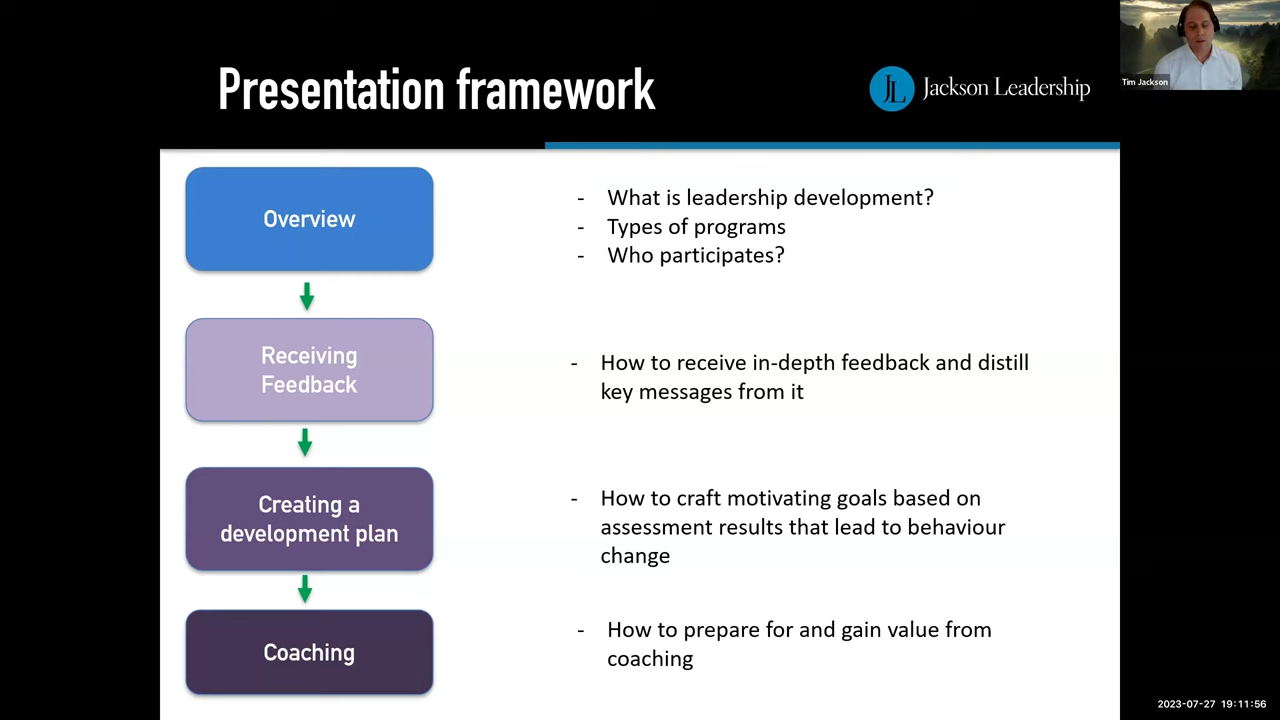 Presentation framework
JL Jackson Leadership
Tim Jackson
Overview
- What is leadership development?
- Types of programs
- Who participates?
Receiving
Feedback
- How to receive in-depth feedback and distill
key messages from it
Creating a
development plan
- How to craft motivating goals based on
assessment results that lead to behaviour
change
Coaching
- How to prepare for and gain value from
coaching
2023-07-27 19:11:56